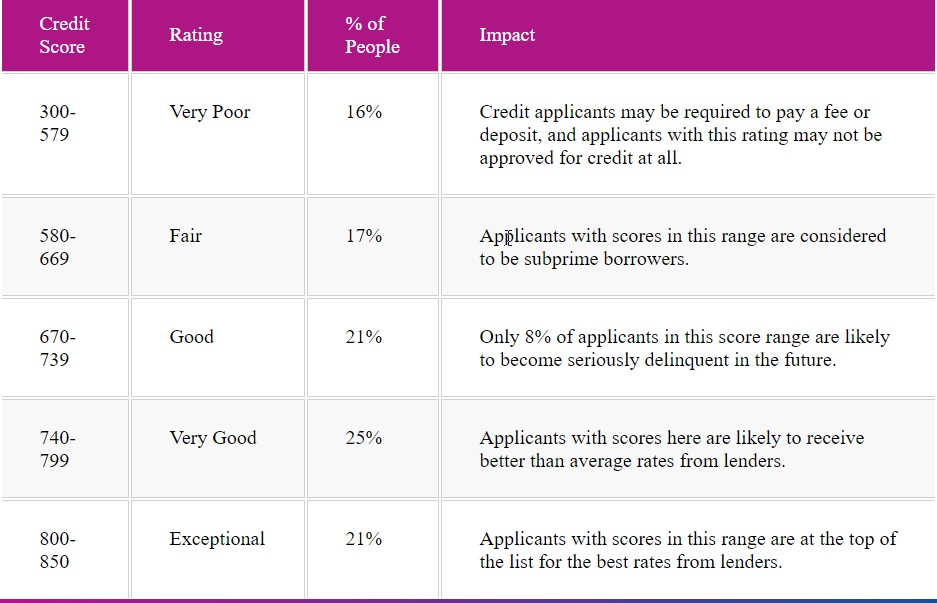 Credit
Score
Rating
% of
People
Impact
300-
579
Very Poor
16%
Credit applicants may be required to pay a fee or
deposit, and applicants with this rating may not be
approved for credit at all.
580-
669
Fair
17%
Applicants with scores in this range are considered
to be subprime borrowers.
670-
739
Good
21%
Only 8% of applicants in this score range are likely
to become seriously delinquent in the future.
740-
799
Very Good
25%
Applicants with scores here are likely to receive
better than average rates from lenders.
800-
850
Exceptional
21%
Applicants with scores in this range are at the top of
the list for the best rates from lenders.